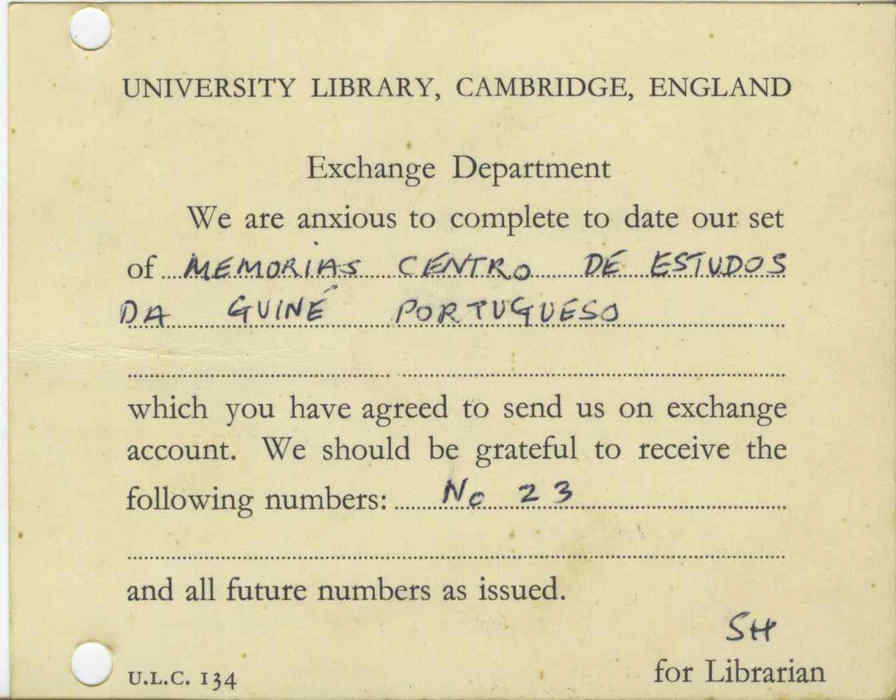 UNIVERSITY LIBRARY, CAMBRIDGE, ENGLAND
Exchange Department
We are anxious to complete to date our set
of MEMORIAS CENTRO DE ESTUDOS
DA GUINÉ PORTUGUESO
which you have agreed to send us on exchange
account. We should be grateful to receive the
following numbers: No 23
and all future numbers as issued.
SH
for Librarian
U.L.C. 134